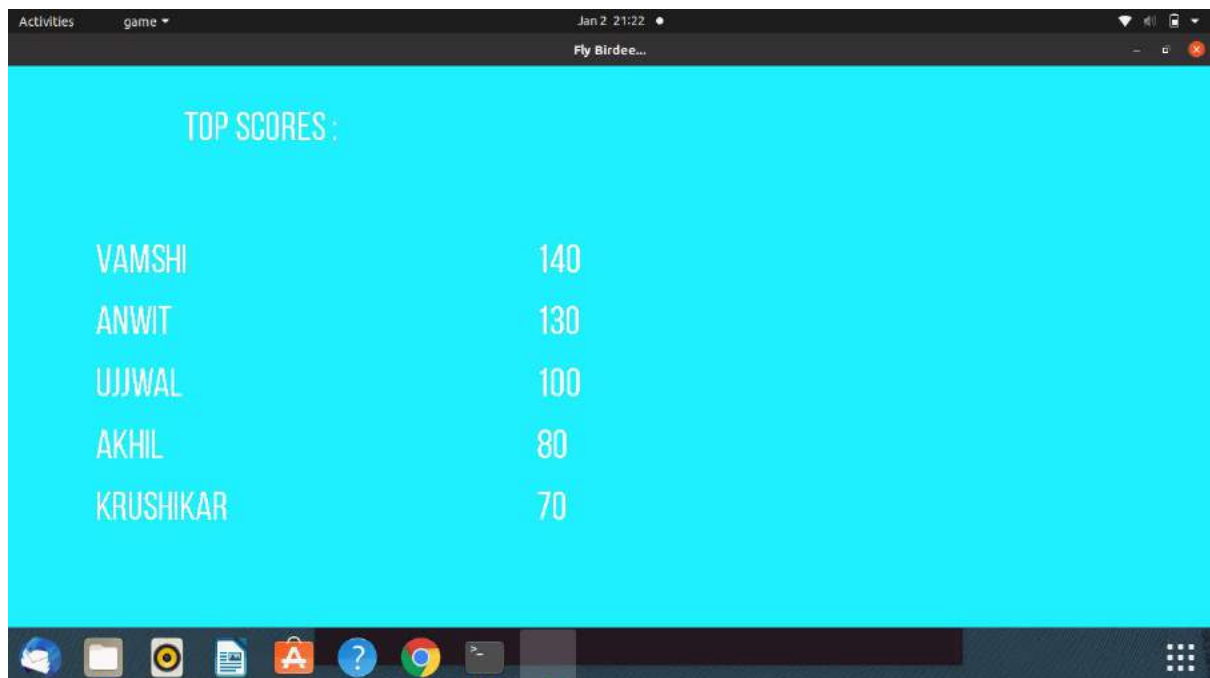 Activities game Jan 2 21:22
Fly Birdee...
TOP SCORES :
VAMSHI 140
ANWIT 130
UJJWAL 100
AKHIL 80
KRUSHIKAR 70